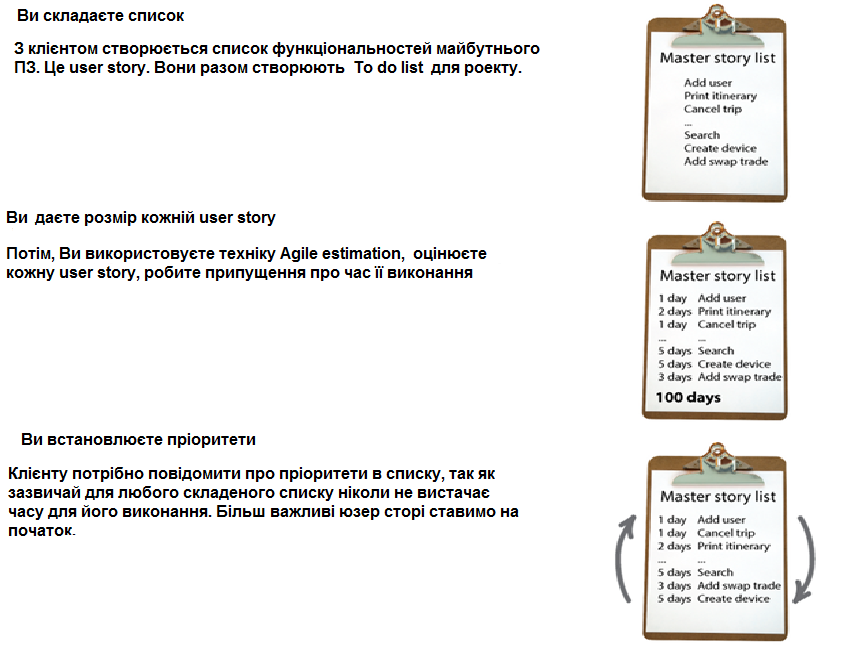 Ви складаєте список
З клієнтом створюється список функціональностей майбутнього
ПЗ. Це user story. Вони разом створюють To do list для роекту.
Master story list
Add user
Print itinerary
Cancel trip
...
Search
Create device
Add swap trade
Ви даєте розмір кожній user story
Потім, Ви використовуєте техніку Agile estimation, оцінюєте
кожну user story, робите припущення про час її виконання
Master story list
1 day Add user
2 days Print itinerary
1 day Cancel trip
... ...
5 days Search
5 days Create device
3 days Add swap trade
100 days
Ви встановлюєте пріоритети
Клієнту потрібно повідомити про пріоритети в списку, так як
зазвичай для любого складеного списку ніколи не вистачає
часу для його виконання. Більш важливі юзер сторі ставимо на
початок.
Master story list
1 day Add user
1 day Cancel trip
2 days Print itinerary
... ...
5 days Search
3 days Add swap trade
5 days Create device